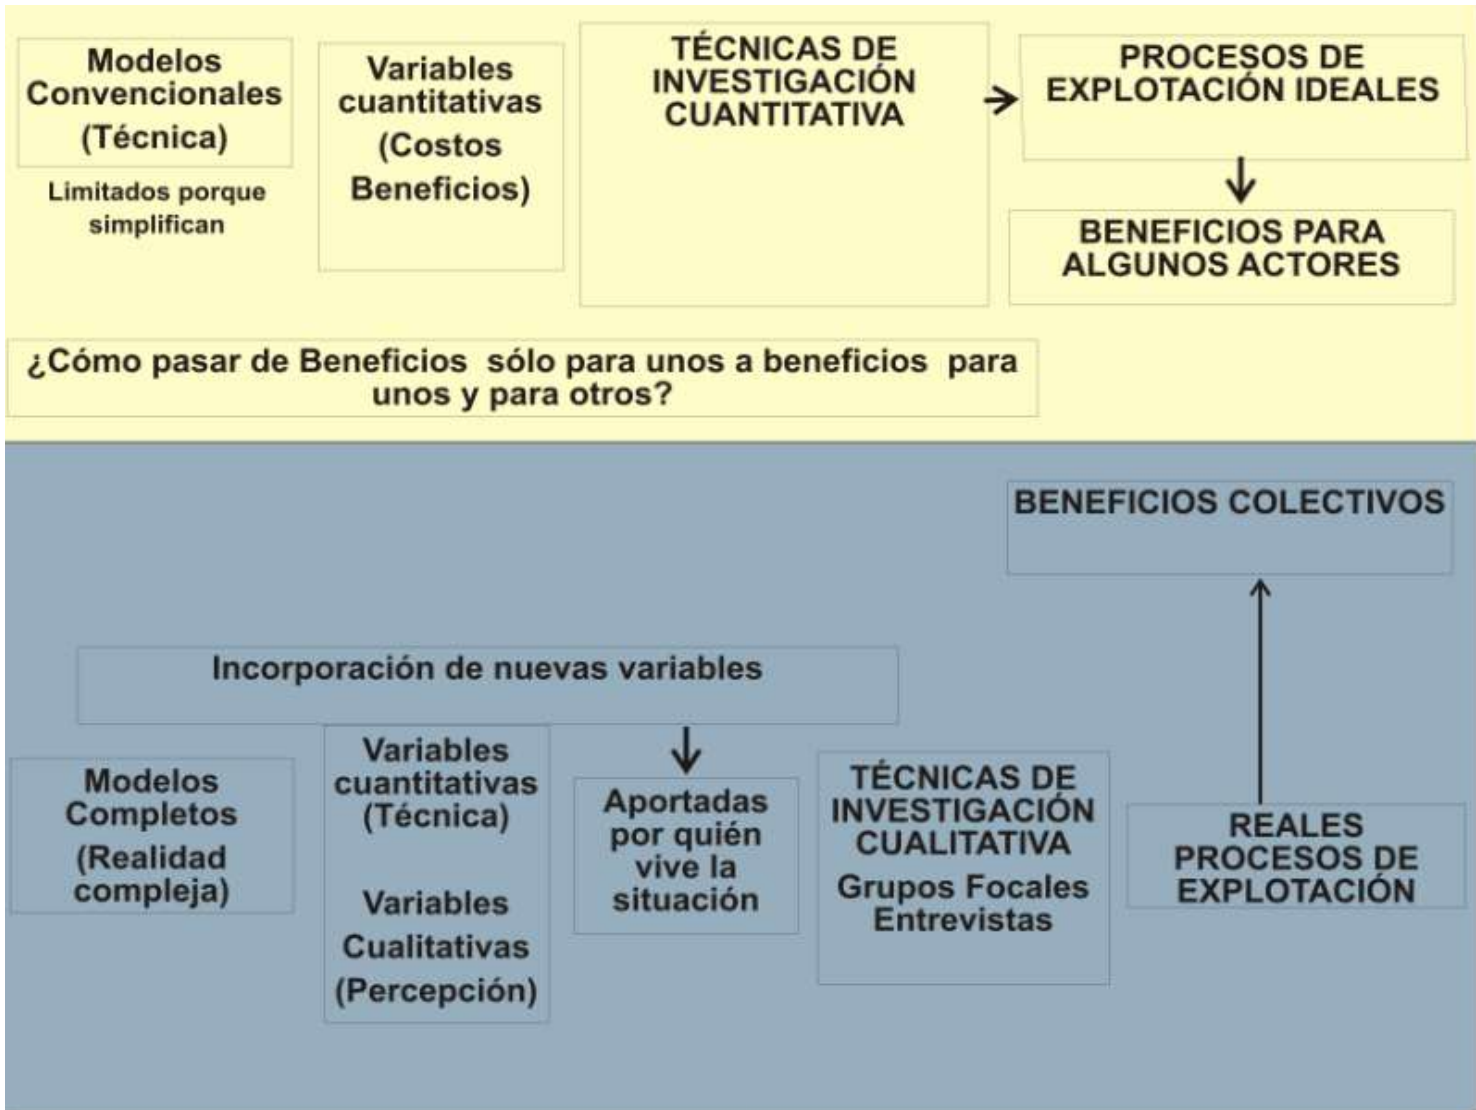 Modelos
Convencionales
(Técnica)
Limitados porque
simplifican
Variables
cuantitativas
(Costos
Beneficios)
TÉCNICAS DE
INVESTIGACIÓN
CUANTITATIVA
PROCESOS DE
EXPLOTACIÓN IDEALES
BENEFICIOS PARA
ALGUNOS ACTORES
¿Cómo pasar de Beneficios sólo para unos a beneficios para
unos y para otros?
BENEFICIOS COLECTIVOS
Incorporación de nuevas variables
Modelos
Completos
(Realidad
compleja)
Variables
cuantitativas
(Técnica)
Variables
Cualitativas
(Percepción)
Aportadas
por quién
vive la
situación
TÉCNICAS DE
INVESTIGACIÓN
CUALITATIVA
Grupos Focales
Entrevistas
REALES
PROCESOS DE
EXPLOTACIÓN